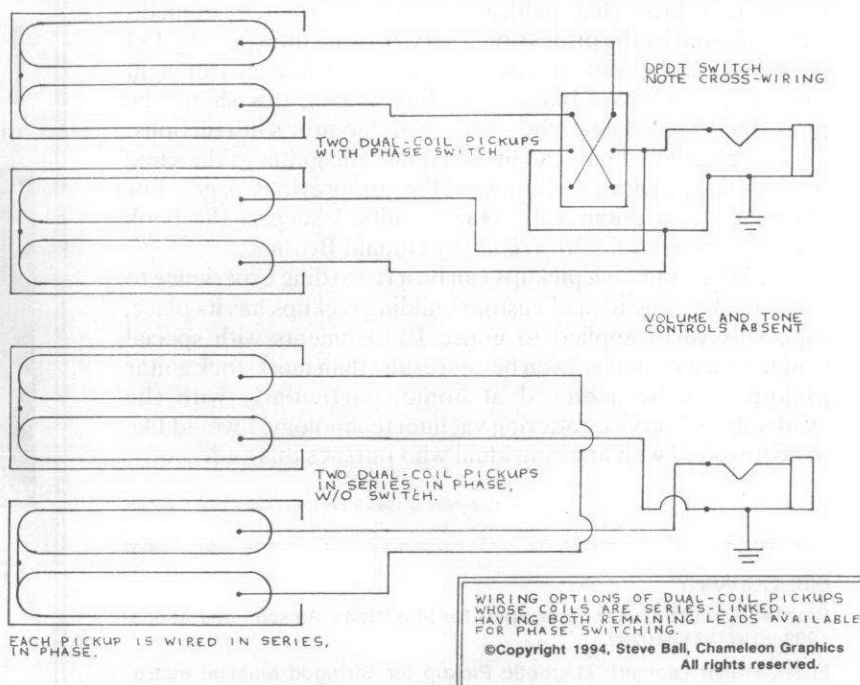 DPDT SWITCH
NOTE CROSS-WIRING
TWO DUAL-COIL PICKUPS
WITH PHASE SWITCH
VOLUME AND TONE
CONTROLS ABSENT
TWO DUAL-COIL PICKUPS
IN SERIES, IN PHASE,
W/O SWITCH.
EACH PICKUP IS WIRED IN SERIES,
IN PHASE.
WIRING OPTIONS OF DUAL-COIL PICKUPS
WHOSE COILS ARE SERIES-LINKED,
HAVING BOTH REMAINING LEADS AVAILABLE
FOR PHASE SWITCHING.
©Copyright 1994, Steve Ball, Chameleon Graphics
All rights reserved.